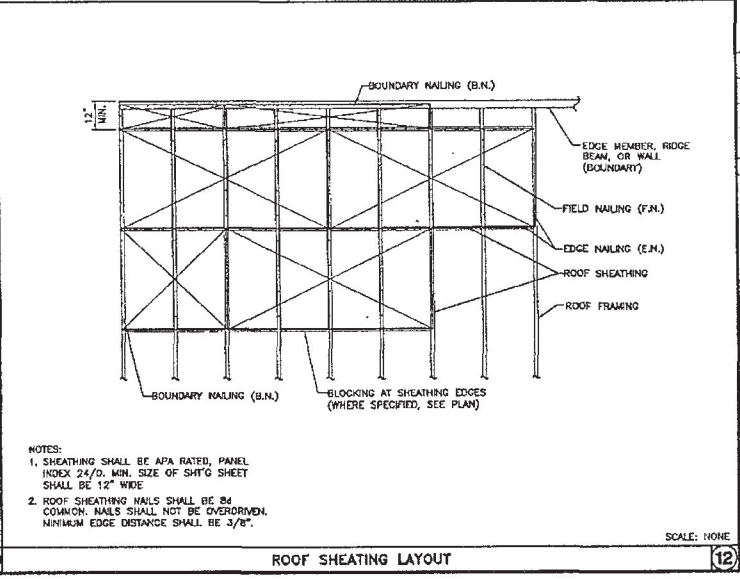 BOUNDARY NAILING (B.N.)
12"
MIN.
EDGE MEMBER, RIDGE
BEAM, OR WALL
(BOUNDARY)
FIELD NAILING (F.N.)
EDGE NAILING (E.N.)
ROOF SHEATHING
ROOF FRAMING
BOUNDARY NAILING (B.N.)
BLOCKING AT SHEATHING EDGES
(WHERE SPECIFIED, SEE PLAN)
NOTES:
1. SHEATHING SHALL BE APA RATED, PANEL
INDEX 24/0. MIN. SIZE OF SHT'G SHEET
SHALL BE 12" WIDE
2. ROOF SHEATHING NAILS SHALL BE 8d
COMMON. NAILS SHALL NOT BE OVERDRIVEN.
MINIMUM EDGE DISTANCE SHALL BE 3/8".
SCALE: NONE
ROOF SHEATING LAYOUT
12